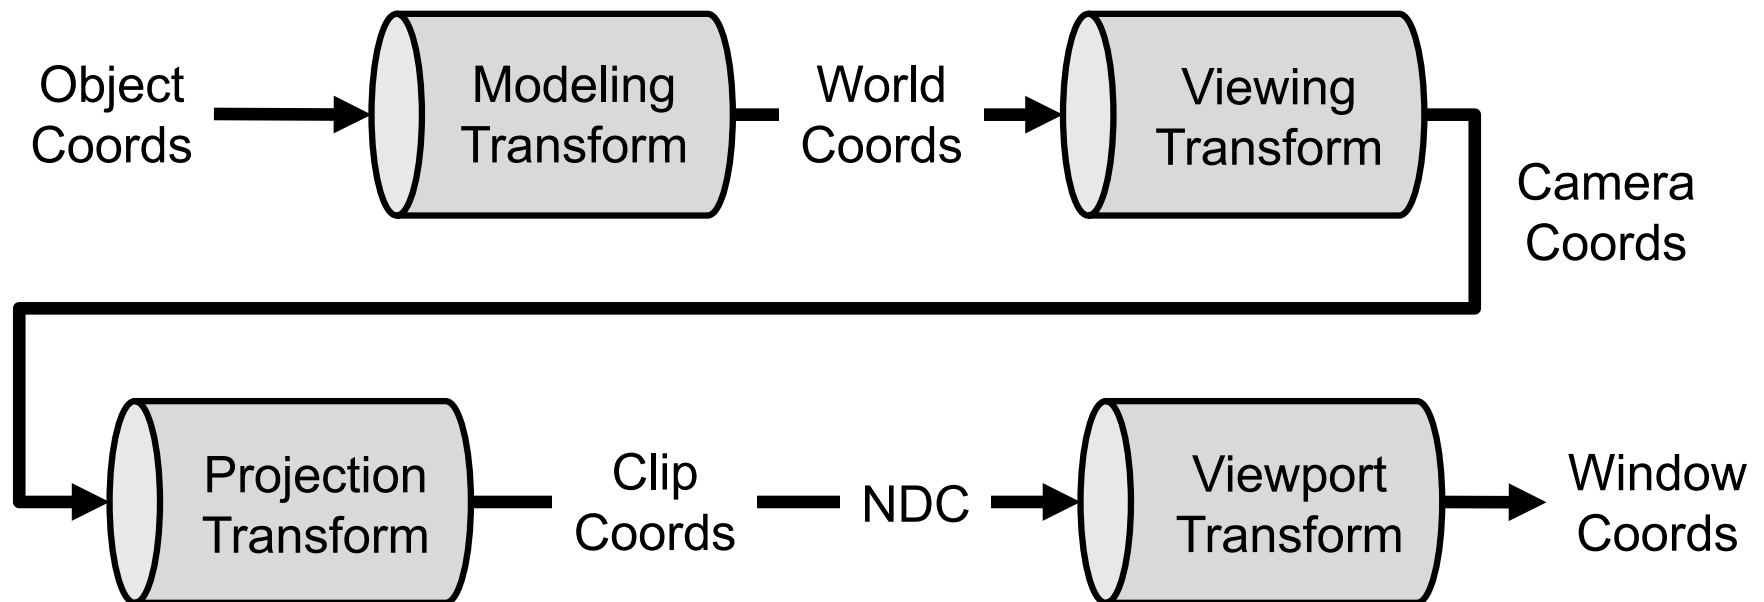 Object
Coords
Modeling
Transform
World
Coords
Viewing
Transform
Camera
Coords
Projection
Transform
Clip
Coords
NDC
Viewport
Transform
Window
Coords